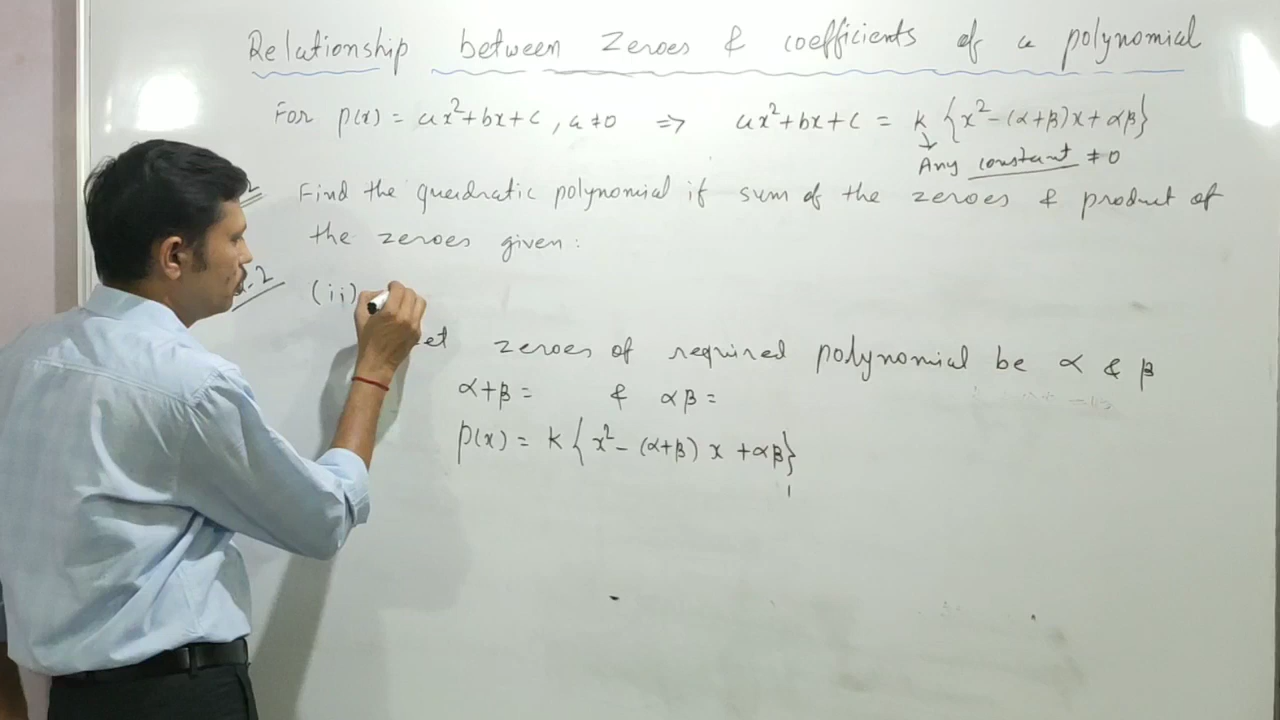 Relationship between Zeroes & coefficients of a polynomial
For p(x) = ax²+bx+c, a≠0 ⇒ ax²+bx+c = k {x²-(α+β)x+αβ}
↓
Any constant ≠0
Find the quadratic polynomial if sum of the zeroes & product of
the zeroes given:
.2 (ii)
et zeroes of required polynomial be α & β
α+β = & αβ =
p(x) = k { x² - (α+β) x + αβ}